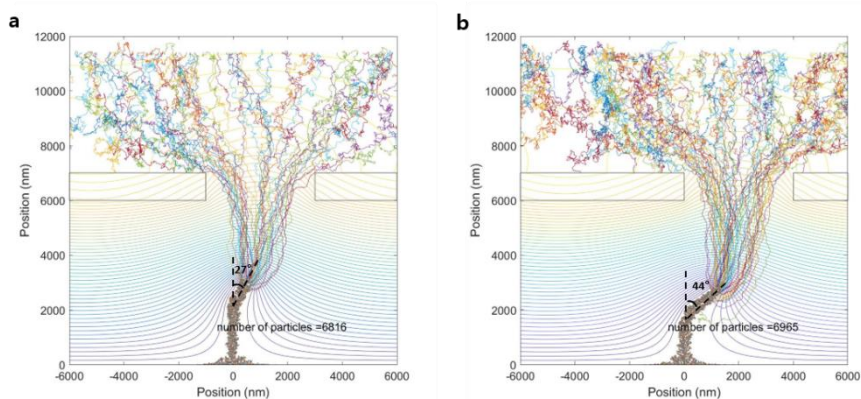 a
12000
10000
8000
6000
4000
2000
0
Position (nm)
27°
number of particles =6816
-6000 -4000 -2000 0 2000 4000 6000
Position (nm)
b
12000
10000
8000
6000
4000
2000
0
Position (nm)
44°
number of particles =6965
-6000 -4000 -2000 0 2000 4000 6000
Position (nm)